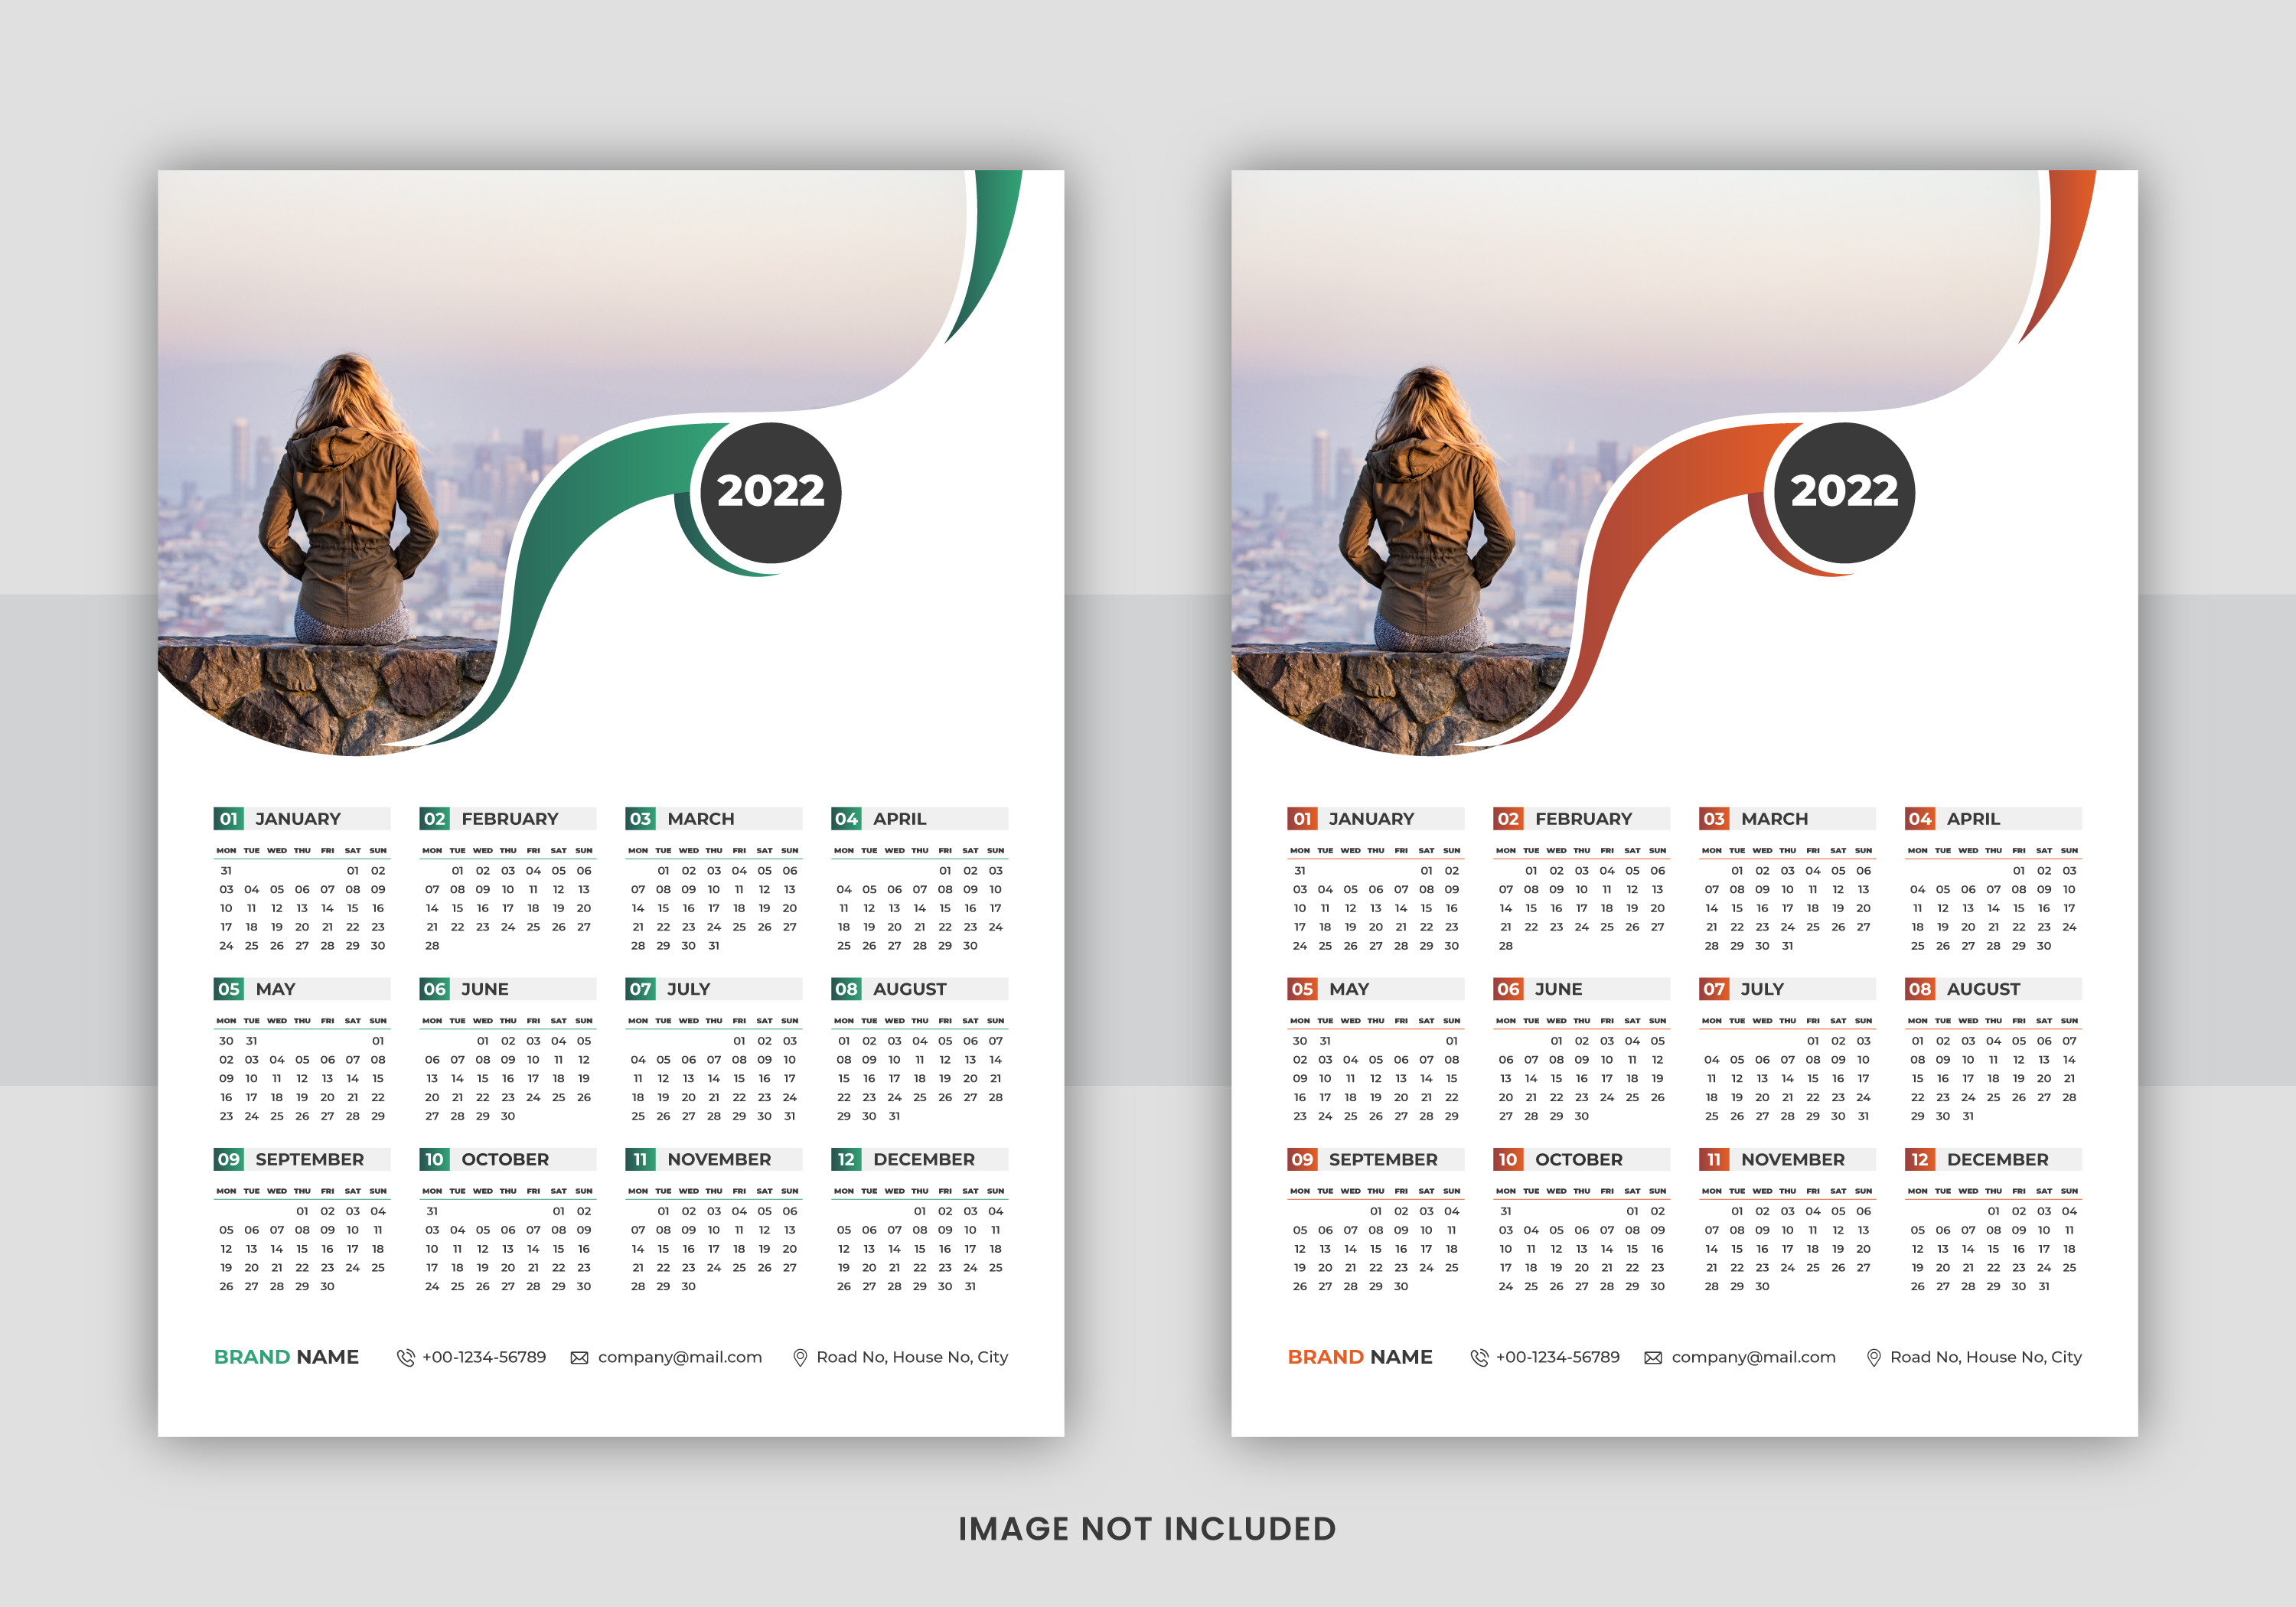 2022
01 JANUARY
MON TUE WED THU FRI SAT SUN
31 01 02
03 04 05 06 07 08 09
10 11 12 13 14 15 16
17 18 19 20 21 22 23
24 25 26 27 28 29 30
02 FEBRUARY
MON TUE WED THU FRI SAT SUN
01 02 03 04 05 06
07 08 09 10 11 12 13
14 15 16 17 18 19 20
21 22 23 24 25 26 27
28
03 MARCH
MON TUE WED THU FRI SAT SUN
01 02 03 04 05 06
07 08 09 10 11 12 13
14 15 16 17 18 19 20
21 22 23 24 25 26 27
28 29 30 31
04 APRIL
MON TUE WED THU FRI SAT SUN
01 02 03
04 05 06 07 08 09 10
11 12 13 14 15 16 17
18 19 20 21 22 23 24
25 26 27 28 29 30
05 MAY
MON TUE WED THU FRI SAT SUN
30 31 01
02 03 04 05 06 07 08
09 10 11 12 13 14 15
16 17 18 19 20 21 22
23 24 25 26 27 28 29
06 JUNE
MON TUE WED THU FRI SAT SUN
01 02 03 04 05
06 07 08 09 10 11 12
13 14 15 16 17 18 19
20 21 22 23 24 25 26
27 28 29 30
07 JULY
MON TUE WED THU FRI SAT SUN
01 02 03
04 05 06 07 08 09 10
11 12 13 14 15 16 17
18 19 20 21 22 23 24
25 26 27 28 29 30 31
08 AUGUST
MON TUE WED THU FRI SAT SUN
01 02 03 04 05 06 07
08 09 10 11 12 13 14
15 16 17 18 19 20 21
22 23 24 25 26 27 28
29 30 31
09 SEPTEMBER
MON TUE WED THU FRI SAT SUN
01 02 03 04
05 06 07 08 09 10 11
12 13 14 15 16 17 18
19 20 21 22 23 24 25
26 27 28 29 30
10 OCTOBER
MON TUE WED THU FRI SAT SUN
31 01 02
03 04 05 06 07 08 09
10 11 12 13 14 15 16
17 18 19 20 21 22 23
24 25 26 27 28 29 30
11 NOVEMBER
MON TUE WED THU FRI SAT SUN
01 02 03 04 05 06
07 08 09 10 11 12 13
14 15 16 17 18 19 20
21 22 23 24 25 26 27
28 29 30
12 DECEMBER
MON TUE WED THU FRI SAT SUN
01 02 03 04
05 06 07 08 09 10 11
12 13 14 15 16 17 18
19 20 21 22 23 24 25
26 27 28 29 30 31
BRAND NAME +00-1234-56789 company@mail.com Road No, House No, City
2022
01 JANUARY
MON TUE WED THU FRI SAT SUN
31 01 02
03 04 05 06 07 08 09
10 11 12 13 14 15 16
17 18 19 20 21 22 23
24 25 26 27 28 29 30
02 FEBRUARY
MON TUE WED THU FRI SAT SUN
01 02 03 04 05 06
07 08 09 10 11 12 13
14 15 16 17 18 19 20
21 22 23 24 25 26 27
28
03 MARCH
MON TUE WED THU FRI SAT SUN
01 02 03 04 05 06
07 08 09 10 11 12 13
14 15 16 17 18 19 20
21 22 23 24 25 26 27
28 29 30 31
04 APRIL
MON TUE WED THU FRI SAT SUN
01 02 03
04 05 06 07 08 09 10
11 12 13 14 15 16 17
18 19 20 21 22 23 24
25 26 27 28 29 30
05 MAY
MON TUE WED THU FRI SAT SUN
30 31 01
02 03 04 05 06 07 08
09 10 11 12 13 14 15
16 17 18 19 20 21 22
23 24 25 26 27 28 29
06 JUNE
MON TUE WED THU FRI SAT SUN
01 02 03 04 05
06 07 08 09 10 11 12
13 14 15 16 17 18 19
20 21 22 23 24 25 26
27 28 29 30
07 JULY
MON TUE WED THU FRI SAT SUN
01 02 03
04 05 06 07 08 09 10
11 12 13 14 15 16 17
18 19 20 21 22 23 24
25 26 27 28 29 30 31
08 AUGUST
MON TUE WED THU FRI SAT SUN
01 02 03 04 05 06 07
08 09 10 11 12 13 14
15 16 17 18 19 20 21
22 23 24 25 26 27 28
29 30 31
09 SEPTEMBER
MON TUE WED THU FRI SAT SUN
01 02 03 04
05 06 07 08 09 10 11
12 13 14 15 16 17 18
19 20 21 22 23 24 25
26 27 28 29 30
10 OCTOBER
MON TUE WED THU FRI SAT SUN
31 01 02
03 04 05 06 07 08 09
10 11 12 13 14 15 16
17 18 19 20 21 22 23
24 25 26 27 28 29 30
11 NOVEMBER
MON TUE WED THU FRI SAT SUN
01 02 03 04 05 06
07 08 09 10 11 12 13
14 15 16 17 18 19 20
21 22 23 24 25 26 27
28 29 30
12 DECEMBER
MON TUE WED THU FRI SAT SUN
01 02 03 04
05 06 07 08 09 10 11
12 13 14 15 16 17 18
19 20 21 22 23 24 25
26 27 28 29 30 31
BRAND NAME +00-1234-56789 company@mail.com Road No, House No, City
IMAGE NOT INCLUDED